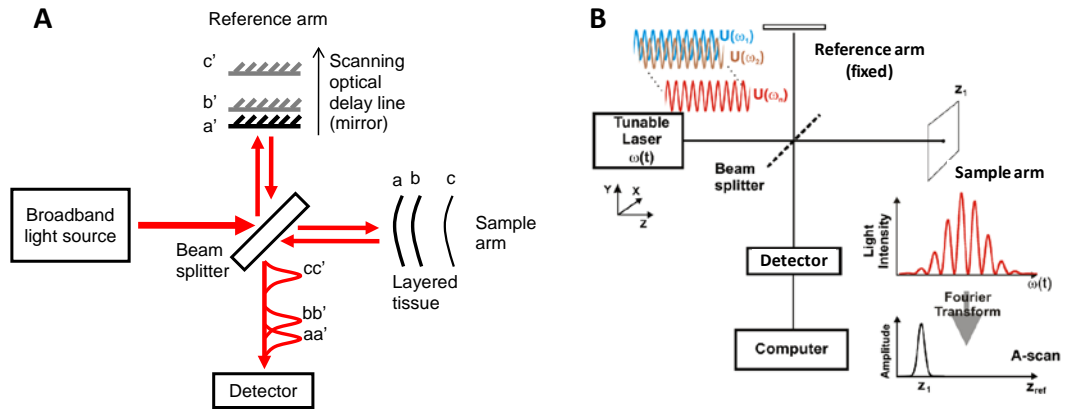 A
Reference arm
c'
b'
a'
Scanning
optical
delay line
(mirror)
Broadband
light source
Beam
splitter
a b c
Sample
arm
Layered
tissue
cc'
bb'
aa'
Detector
B
U(ω₁)
U(ω₂)
U(ωₙ)
Reference arm
(fixed)
z₁
Tunable
Laser
ω(t)
Beam
splitter
Y
X
Z
Sample arm
Light
Intensity
ω(t)
Detector
Fourier
Transform
Computer
Amplitude
A-scan
z₁
z_ref